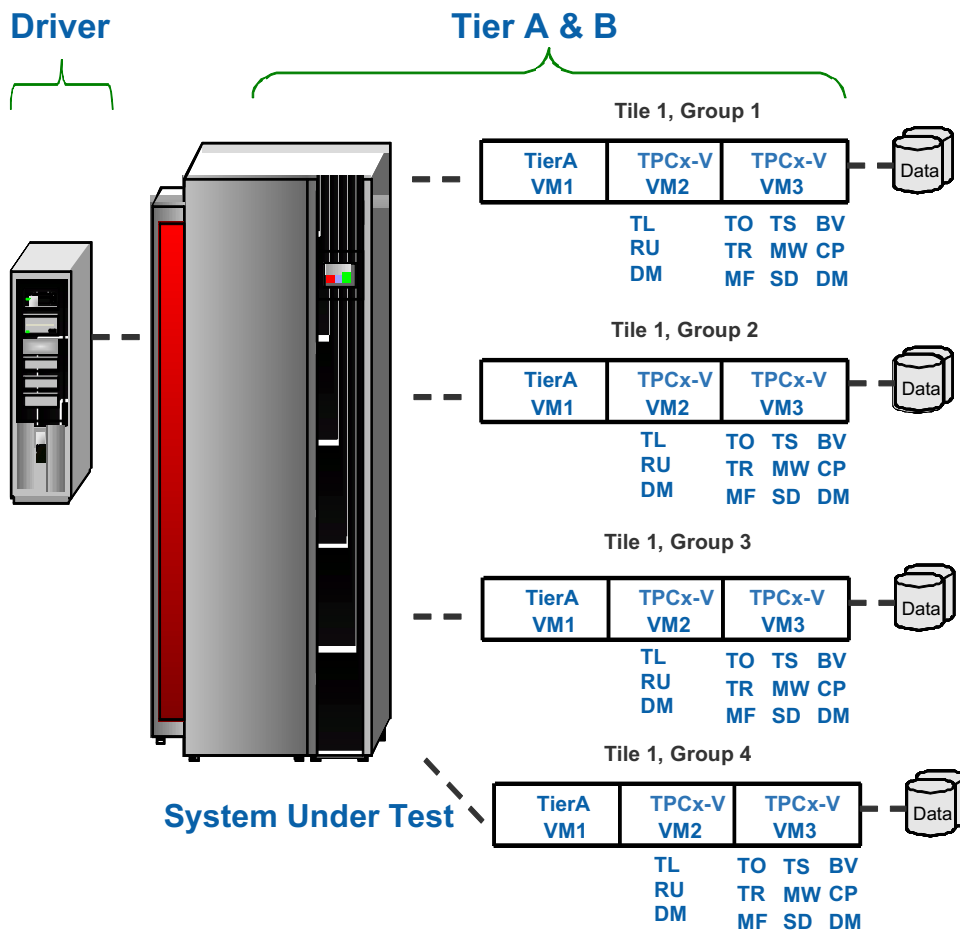 Driver
Tier A & B
Tile 1, Group 1
TierA TPCx-V TPCx-V
VM1 VM2 VM3
Data
TL TO TS BV
RU TR MW CP
DM MF SD DM
Tile 1, Group 2
TierA TPCx-V TPCx-V
VM1 VM2 VM3
Data
TL TO TS BV
RU TR MW CP
DM MF SD DM
Tile 1, Group 3
TierA TPCx-V TPCx-V
VM1 VM2 VM3
Data
TL TO TS BV
RU TR MW CP
DM MF SD DM
Tile 1, Group 4
System Under Test
TierA TPCx-V TPCx-V
VM1 VM2 VM3
Data
TL TO TS BV
RU TR MW CP
DM MF SD DM